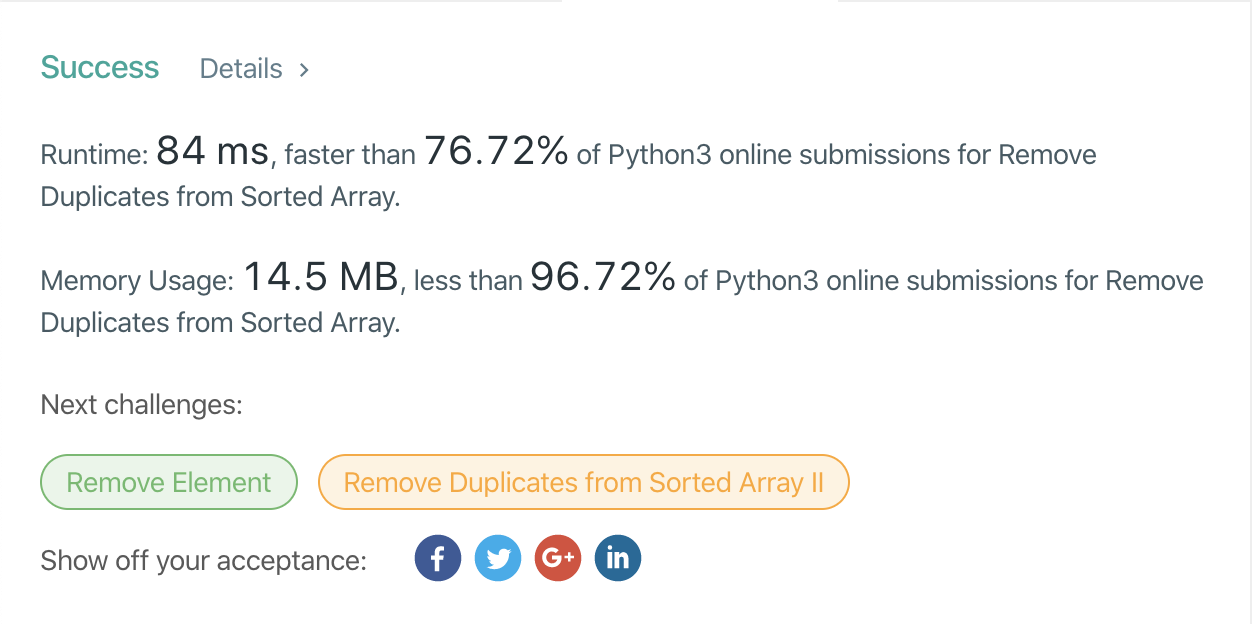 Success Details >
Runtime: 84 ms, faster than 76.72% of Python3 online submissions for Remove
Duplicates from Sorted Array.
Memory Usage: 14.5 MB, less than 96.72% of Python3 online submissions for Remove
Duplicates from Sorted Array.
Next challenges:
Remove Element Remove Duplicates from Sorted Array II
Show off your acceptance: f G+ in